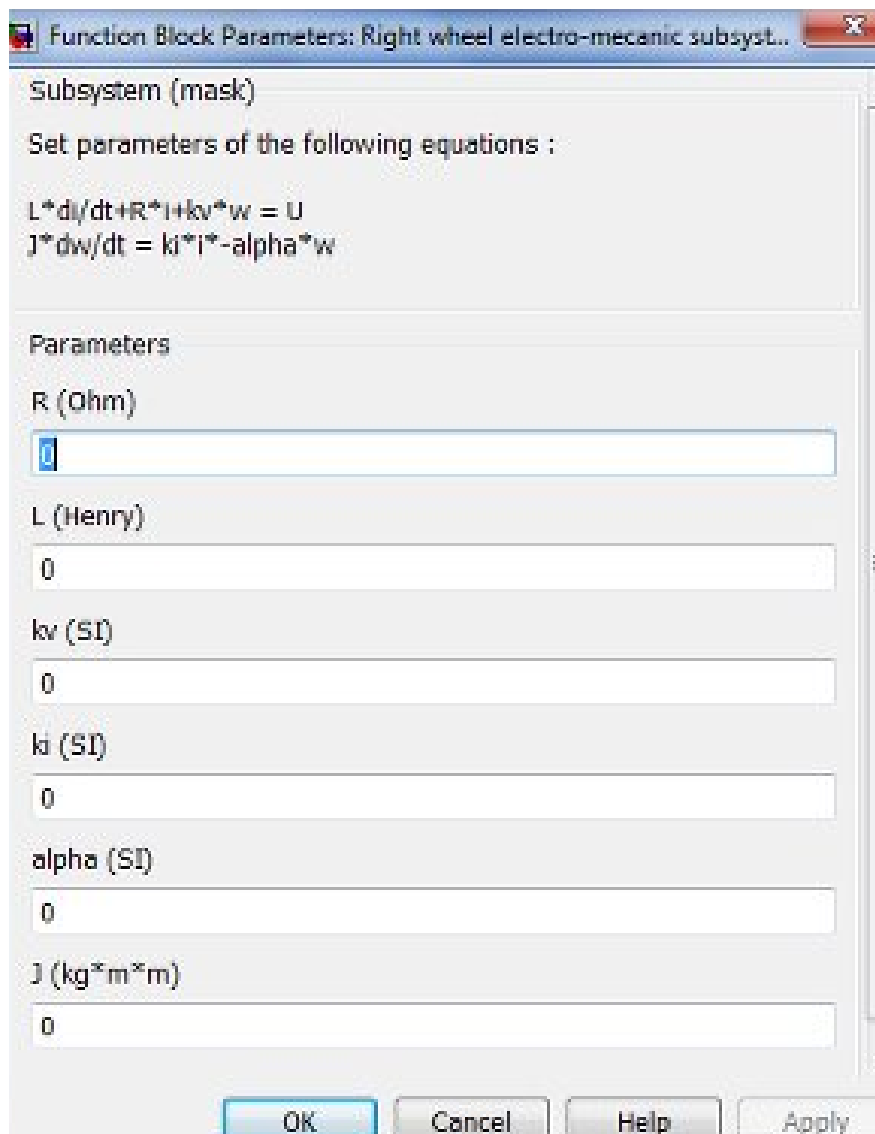 Function Block Parameters: Right wheel electro-mecanic subsyst...
Subsystem (mask)
Set parameters of the following equations :
L*di/dt+R*i+kv*w = U
J*dw/dt = ki*i*-alpha*w
Parameters
R (Ohm)
0
L (Henry)
0
kv (SI)
0
ki (SI)
0
alpha (SI)
0
J (kg*m*m)
0
OK Cancel Help Apply